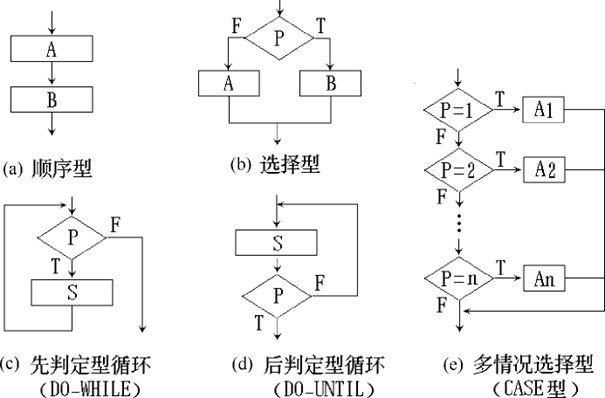 A
B
(a) 顺序型
F
P
T
A
B
(b) 选择型
P
F
T
S
(c) 先判定型循环
(DO-WHILE)
S
P
F
T
(d) 后判定型循环
(DO-UNTIL)
P=1
T
A1
F
P=2
T
A2
F
P=n
T
An
F
(e) 多情况选择型
(CASE型)